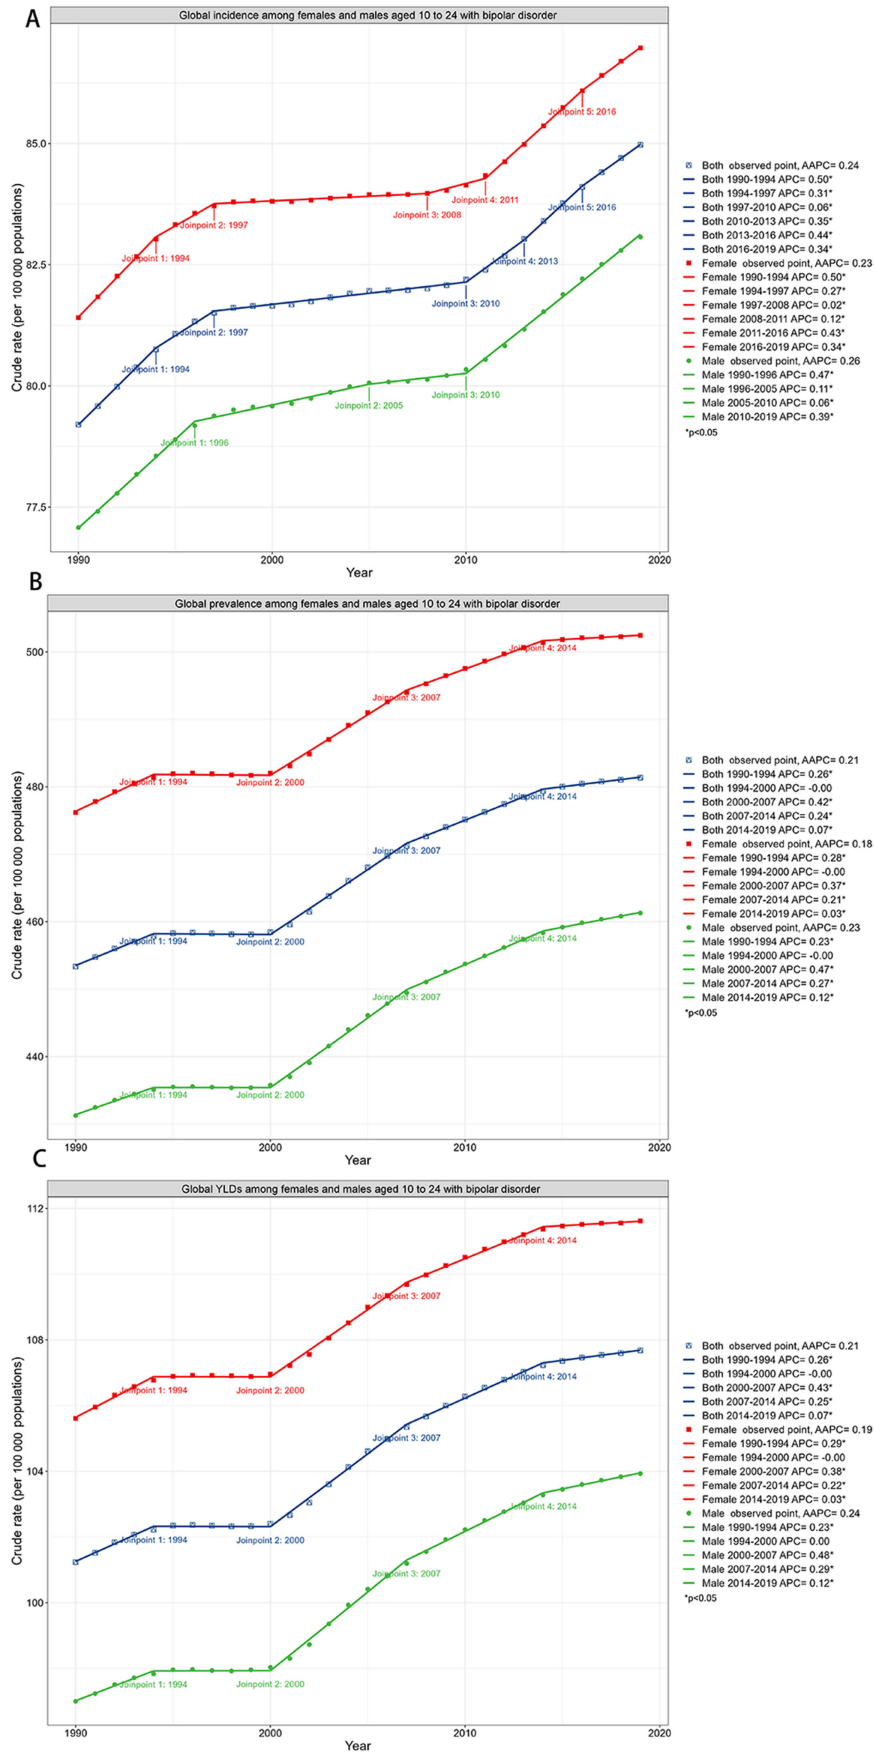 A
Global incidence among females and males aged 10 to 24 with bipolar disorder
Crude rate (per 100 000 populations)
85.0
82.5
80.0
77.5
Joinpoint 1: 1994
Joinpoint 2: 1997
Joinpoint 3: 2008
Joinpoint 4: 2011
Joinpoint 5: 2016
Joinpoint 1: 1994
Joinpoint 2: 1997
Joinpoint 3: 2010
Joinpoint 4: 2013
Joinpoint 5: 2016
Joinpoint 1: 1996
Joinpoint 2: 2005
Joinpoint 3: 2010
1990
2000
2010
2020
Year
Both observed point, AAPC= 0.24
Both 1990-1994 APC= 0.50*
Both 1994-1997 APC= 0.31*
Both 1997-2010 APC= 0.06*
Both 2010-2013 APC= 0.35*
Both 2013-2016 APC= 0.44*
Both 2016-2019 APC= 0.34*
Female observed point, AAPC= 0.23
Female 1990-1994 APC= 0.50*
Female 1994-1997 APC= 0.27*
Female 1997-2008 APC= 0.02*
Female 2008-2011 APC= 0.12*
Female 2011-2016 APC= 0.43*
Female 2016-2019 APC= 0.34*
Male observed point, AAPC= 0.26
Male 1990-1996 APC= 0.47*
Male 1996-2005 APC= 0.11*
Male 2005-2010 APC= 0.06*
Male 2010-2019 APC= 0.39*
*p<0.05
B
Global prevalence among females and males aged 10 to 24 with bipolar disorder
Crude rate (per 100 000 populations)
500
480
460
440
Joinpoint 1: 1994
Joinpoint 2: 2000
Joinpoint 3: 2007
Joinpoint 4: 2014
Joinpoint 1: 1994
Joinpoint 2: 2000
Joinpoint 3: 2007
Joinpoint 4: 2014
Joinpoint 1: 1994
Joinpoint 2: 2000
Joinpoint 3: 2007
Joinpoint 4: 2014
1990
2000
2010
2020
Year
Both observed point, AAPC= 0.21
Both 1990-1994 APC= 0.26*
Both 1994-2000 APC= -0.00
Both 2000-2007 APC= 0.42*
Both 2007-2014 APC= 0.24*
Both 2014-2019 APC= 0.07*
Female observed point, AAPC= 0.18
Female 1990-1994 APC= 0.28*
Female 1994-2000 APC= -0.00
Female 2000-2007 APC= 0.37*
Female 2007-2014 APC= 0.21*
Female 2014-2019 APC= 0.03*
Male observed point, AAPC= 0.23
Male 1990-1994 APC= 0.23*
Male 1994-2000 APC= -0.00
Male 2000-2007 APC= 0.47*
Male 2007-2014 APC= 0.27*
Male 2014-2019 APC= 0.12*
*p<0.05
C
Global YLDs among females and males aged 10 to 24 with bipolar disorder
Crude rate (per 100 000 populations)
112
108
104
100
Joinpoint 1: 1994
Joinpoint 2: 2000
Joinpoint 3: 2007
Joinpoint 4: 2014
Joinpoint 1: 1994
Joinpoint 2: 2000
Joinpoint 3: 2007
Joinpoint 4: 2014
Joinpoint 1: 1994
Joinpoint 2: 2000
Joinpoint 3: 2007
Joinpoint 4: 2014
1990
2000
2010
2020
Year
Both observed point, AAPC= 0.21
Both 1990-1994 APC= 0.26*
Both 1994-2000 APC= -0.00
Both 2000-2007 APC= 0.43*
Both 2007-2014 APC= 0.25*
Both 2014-2019 APC= 0.07*
Female observed point, AAPC= 0.19
Female 1990-1994 APC= 0.29*
Female 1994-2000 APC= -0.00
Female 2000-2007 APC= 0.38*
Female 2007-2014 APC= 0.22*
Female 2014-2019 APC= 0.03*
Male observed point, AAPC= 0.24
Male 1990-1994 APC= 0.23*
Male 1994-2000 APC= 0.00
Male 2000-2007 APC= 0.48*
Male 2007-2014 APC= 0.29*
Male 2014-2019 APC= 0.12*
*p<0.05